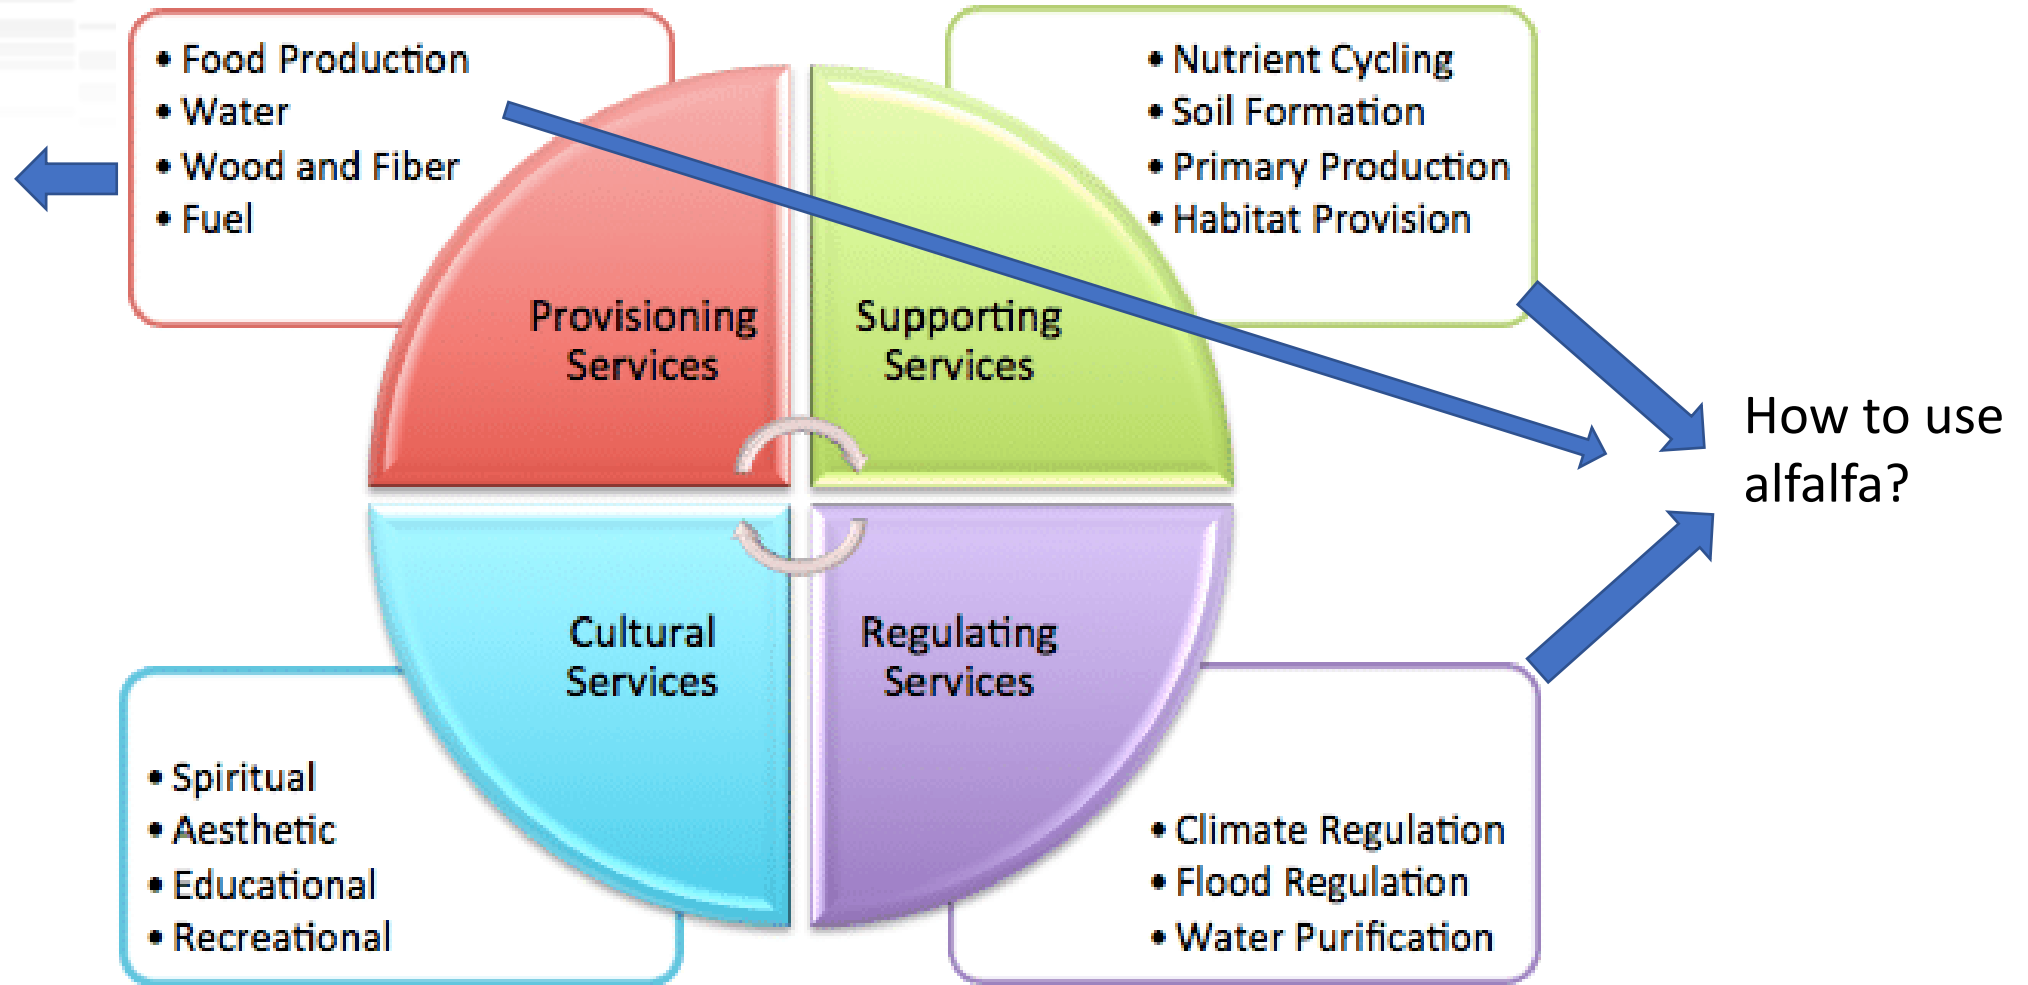 • Food Production
• Water
• Wood and Fiber
• Fuel
• Nutrient Cycling
• Soil Formation
• Primary Production
• Habitat Provision
Provisioning
Services
Supporting
Services
How to use
alfalfa?
Cultural
Services
Regulating
Services
• Spiritual
• Aesthetic
• Educational
• Recreational
• Climate Regulation
• Flood Regulation
• Water Purification